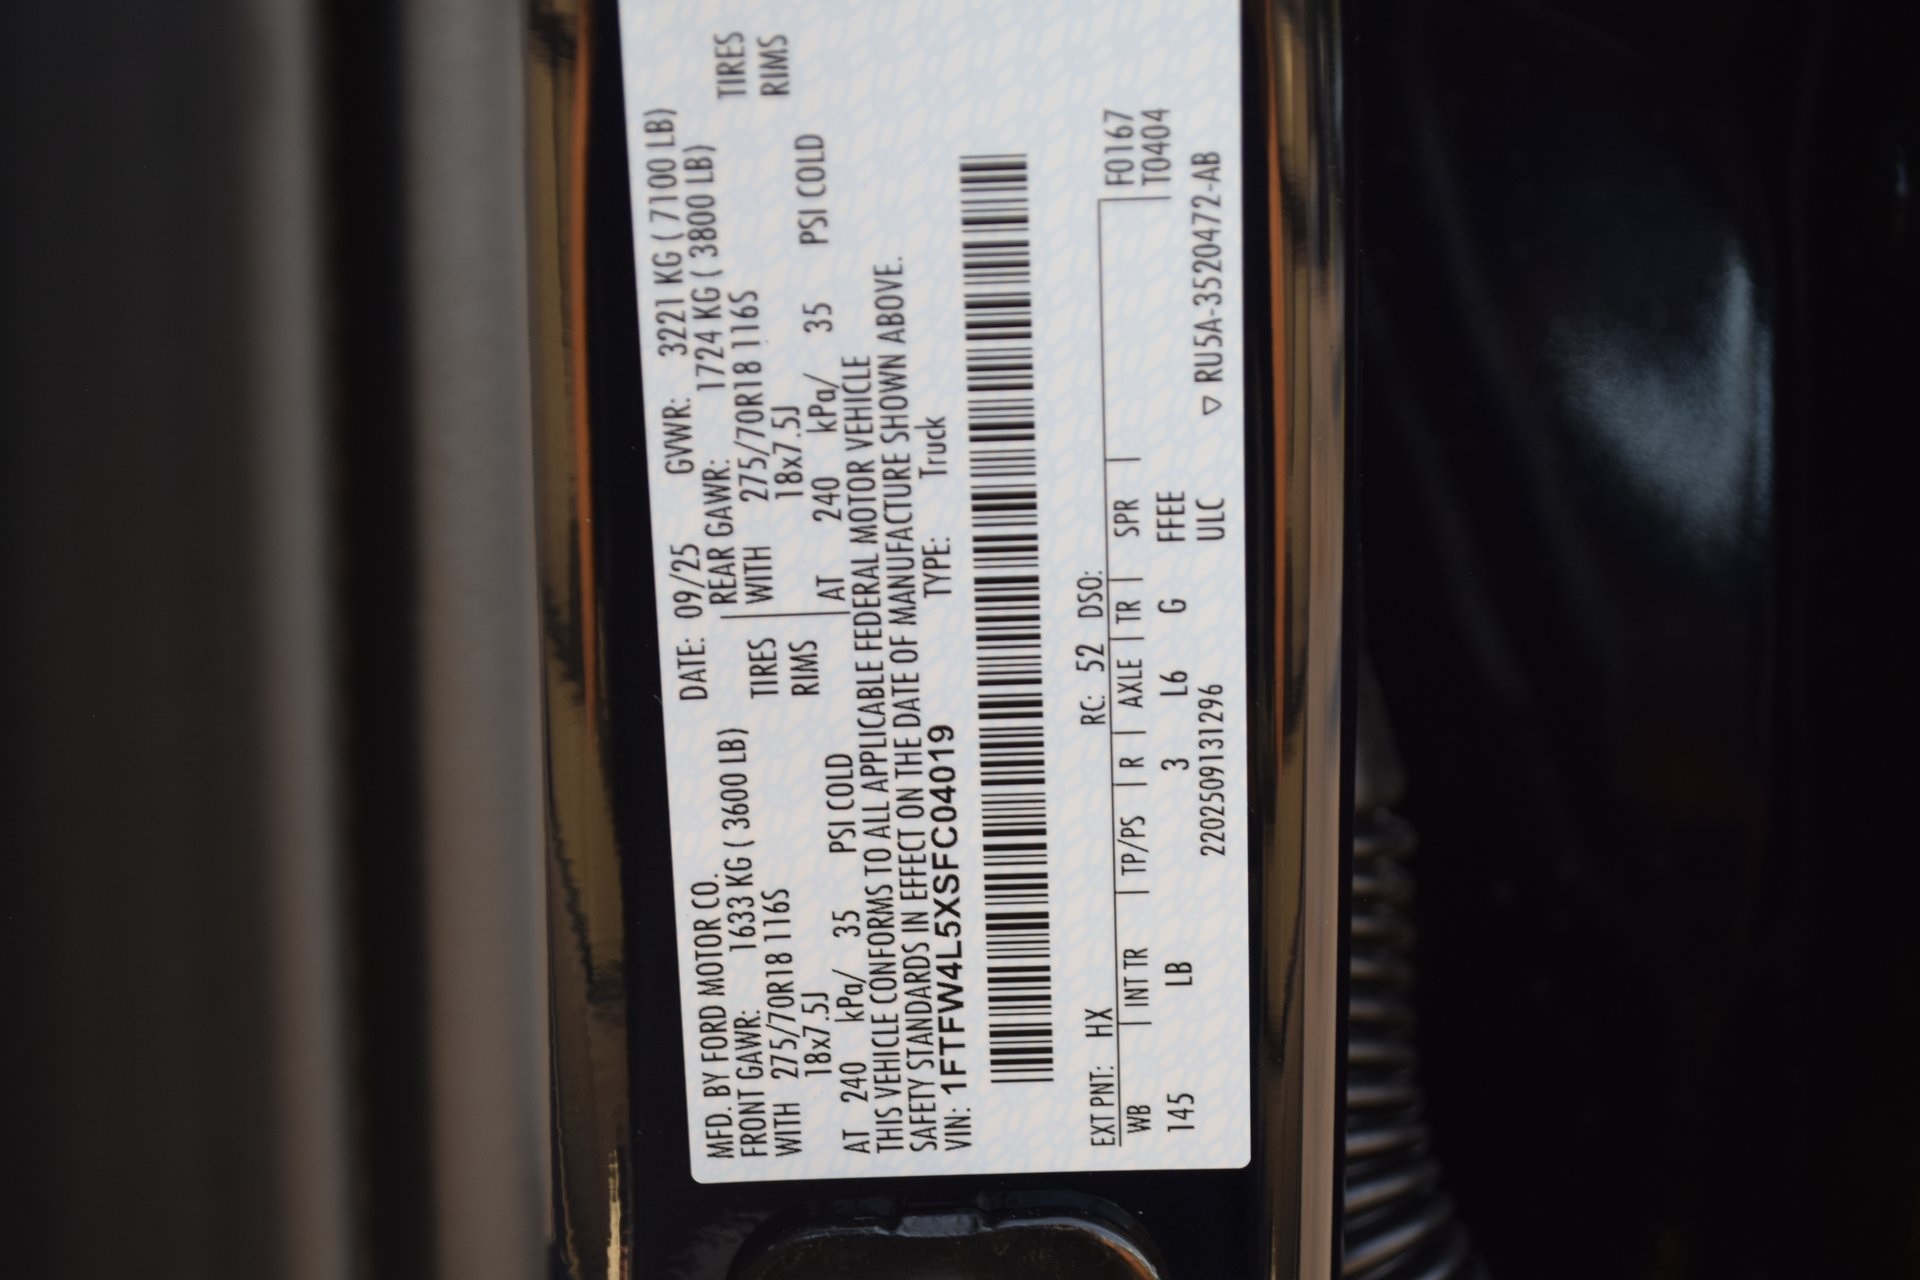 MFD. BY FORD MOTOR CO.
DATE: 09/25 GVWR: 3221 KG ( 7100 LB)
FRONT GAWR: 1633 KG ( 3600 LB) REAR GAWR: 1724 KG ( 3800 LB)
WITH 275/70R18 116S TIRES WITH 275/70R18 116S TIRES
18x7.5J RIMS 18x7.5J RIMS
AT 240 kPa/ 35 PSI COLD AT 240 kPa/ 35 PSI COLD
THIS VEHICLE CONFORMS TO ALL APPLICABLE FEDERAL MOTOR VEHICLE
SAFETY STANDARDS IN EFFECT ON THE DATE OF MANUFACTURE SHOWN ABOVE.
VIN: 1FTFW4L5XSFC04019 TYPE: Truck
EXT PNT: HX RC: 52 DSO:
F0167
WB INT TR TP/PS R AXLE TR SPR T0404
145 LB 3 L6 G FFEE
2202509131296 ULC ▽ RU5A-3520472-AB